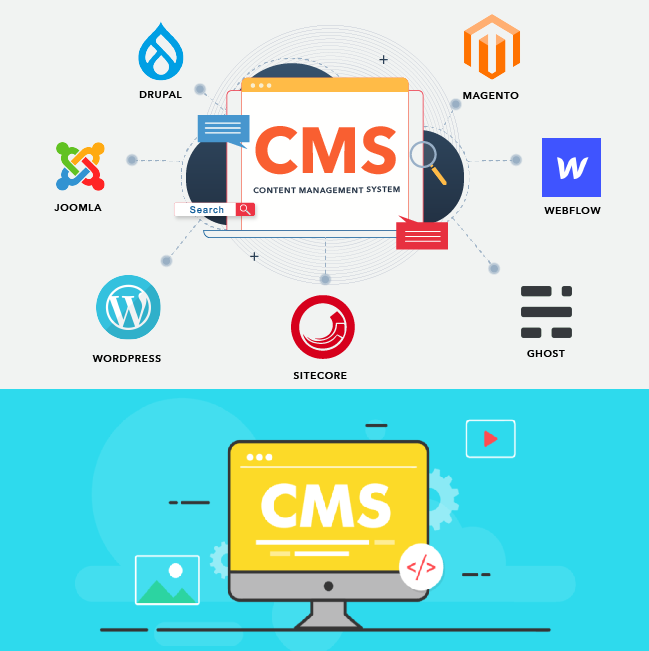 DRUPAL
MAGENTO
CMS
CONTENT MANAGEMENT SYSTEM
JOOMLA
Search
WEBFLOW
WORDPRESS
SITECORE
GHOST
CMS
</>